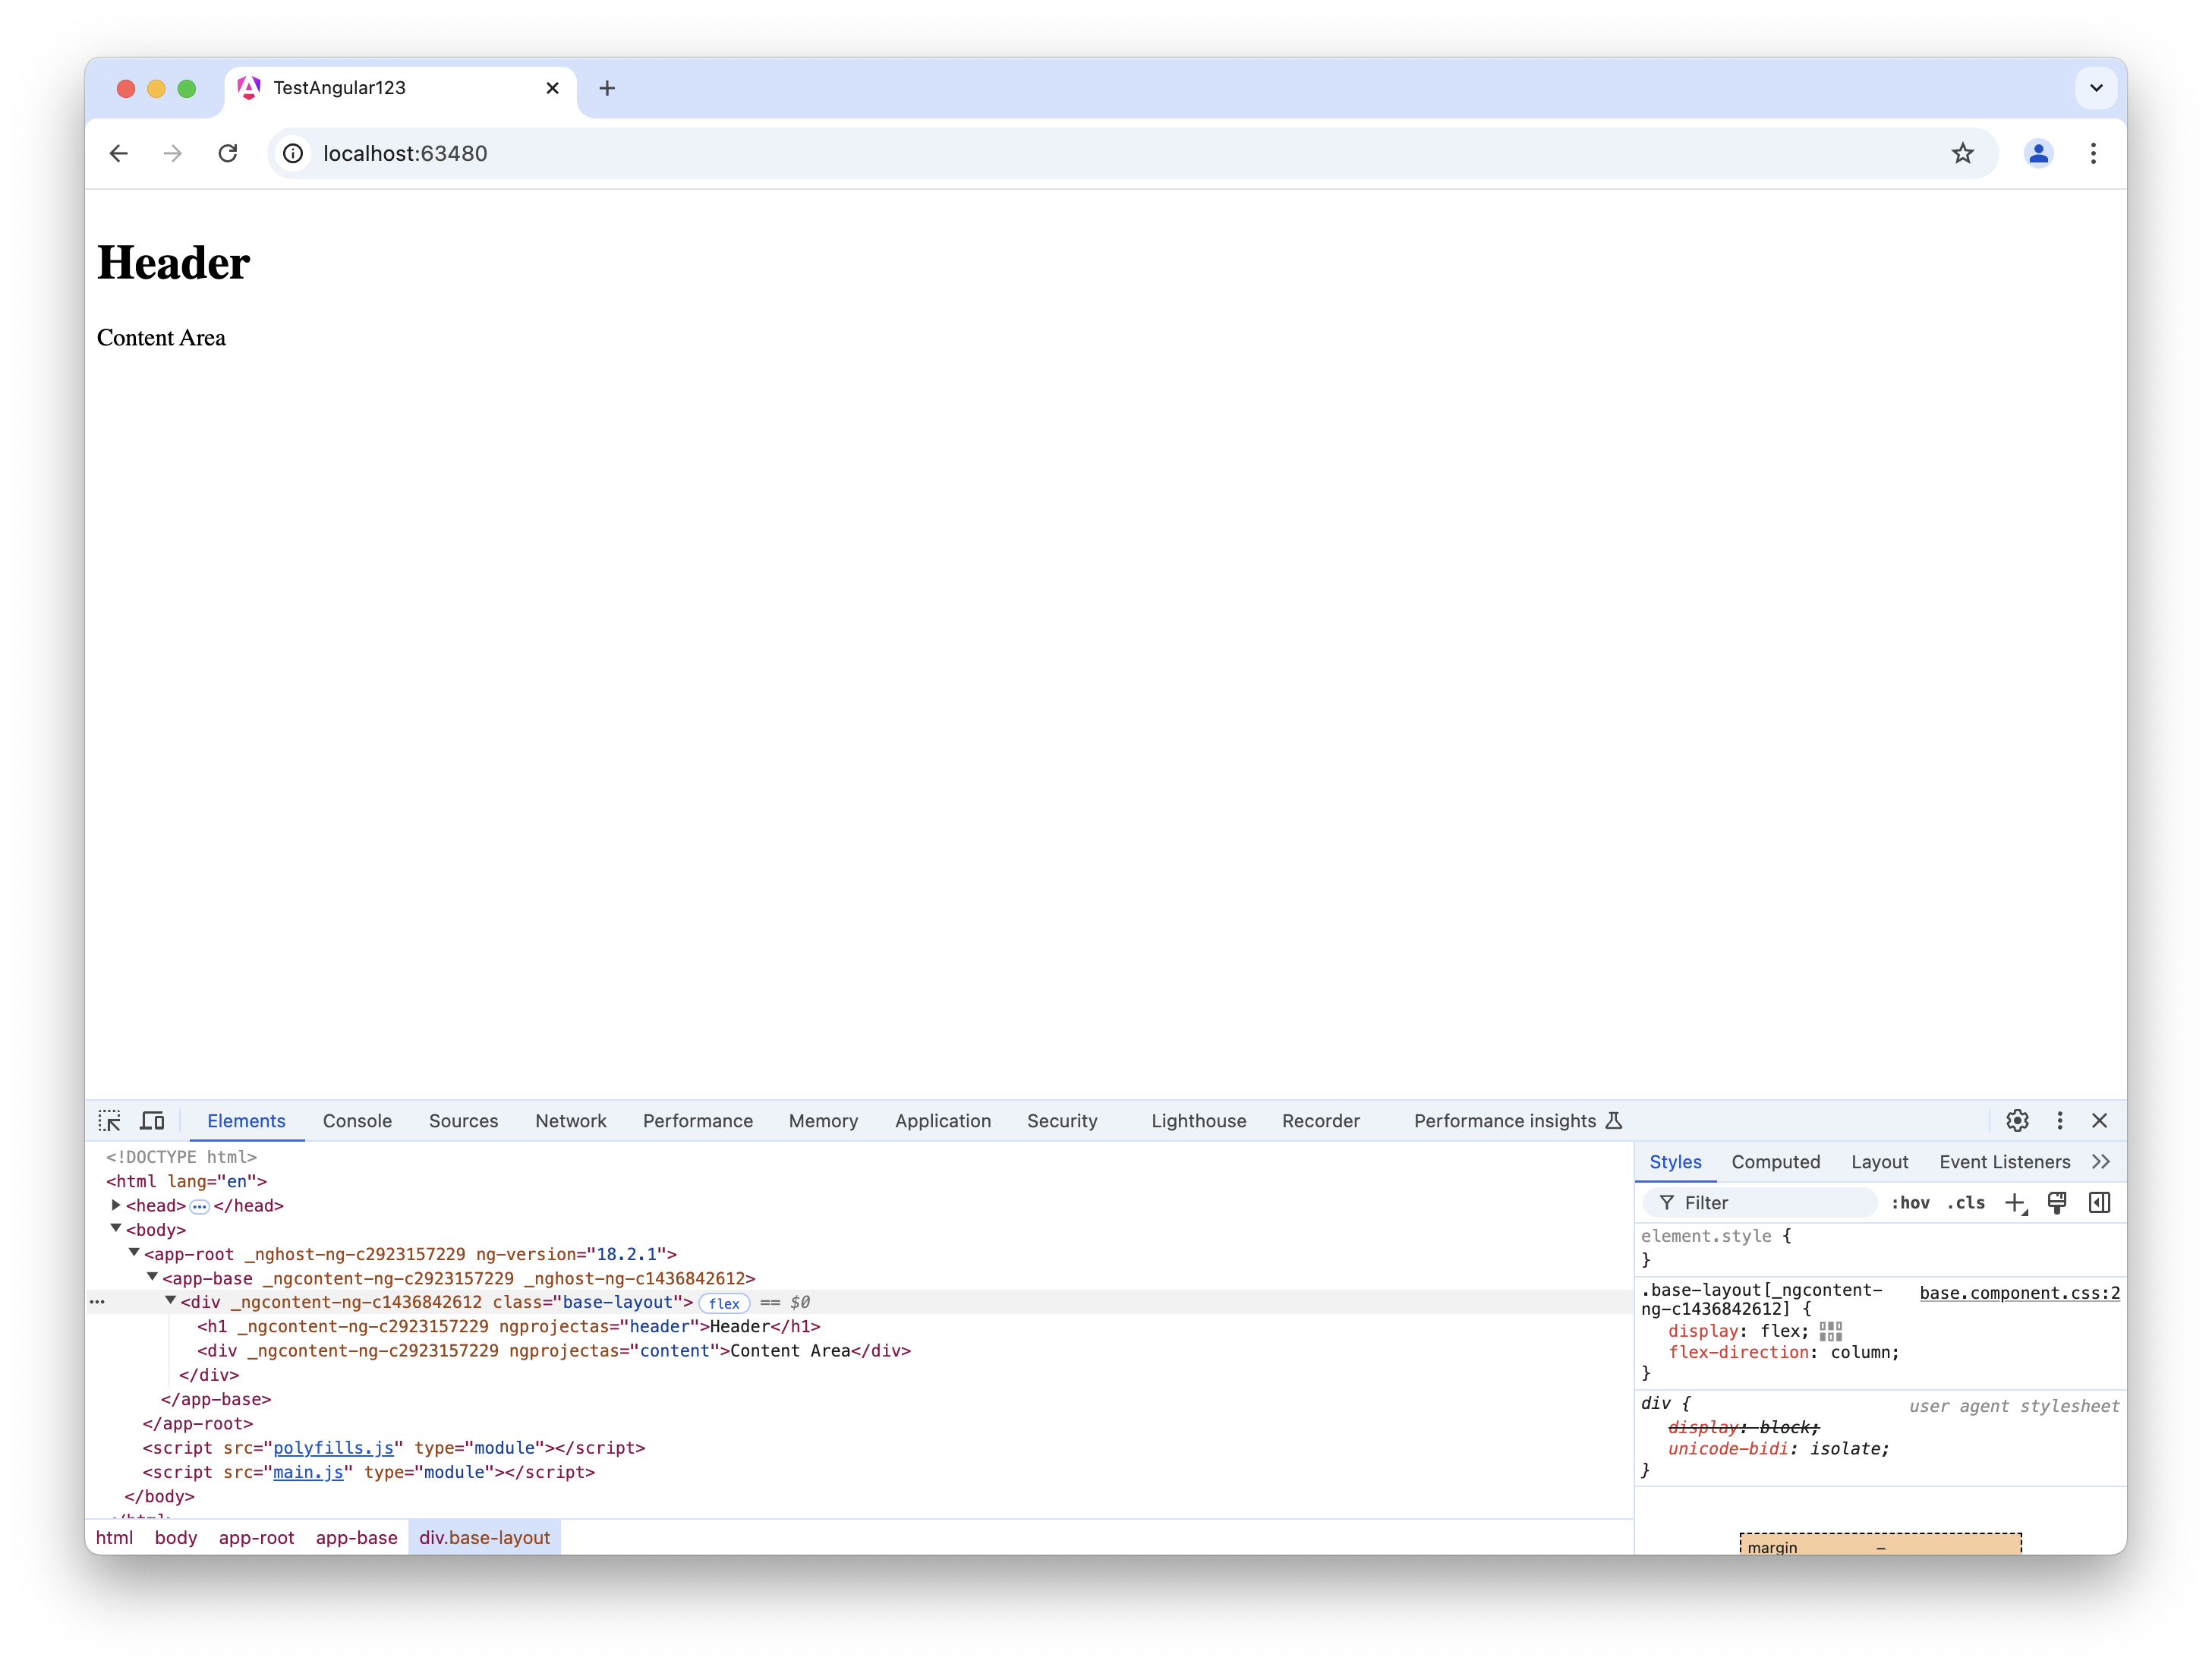 TestAngular123
localhost:63480
Header
Content Area
Elements Console Sources Network Performance Memory Application Security Lighthouse Recorder Performance insights
<!DOCTYPE html>
<html lang="en">
<head> </head>
<body>
<app-root _nghost-ng-c2923157229 ng-version="18.2.1">
<app-base _ngcontent-ng-c2923157229 _nghost-ng-c1436842612>
<div _ngcontent-ng-c1436842612 class="base-layout"> flex == $0
<h1 _ngcontent-ng-c2923157229 ngprojectas="header">Header</h1>
<div _ngcontent-ng-c2923157229 ngprojectas="content">Content Area</div>
</div>
</app-base>
</app-root>
<script src="polyfills.js" type="module"></script>
<script src="main.js" type="module"></script>
</body>
html body app-root app-base div.base-layout
Styles Computed Layout Event Listeners
Filter :hov .cls
element.style {
}
.base-layout[_ngcontent- base.component.css:2
ng-c1436842612] {
display: flex;
flex-direction: column;
}
div { user agent stylesheet
display: block;
unicode-bidi: isolate;
}
margin –